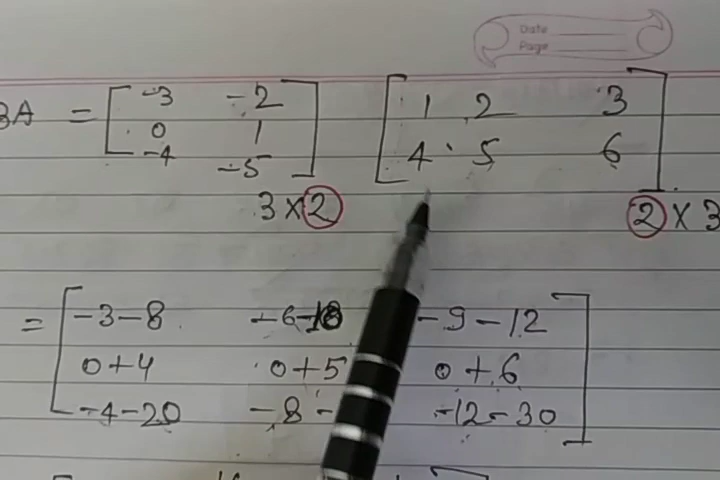 Date
Page
BA = [ -3 -2 ] [ 1 2 3 ]
[ 0 1 ] [ 4 5 6 ]
[ -4 -5 ]
3×2 2×3
= [ -3-8 -6-10 -9-12 ]
[ 0+4 0+5 0+6 ]
[ -4-20 -8- -12-30 ]